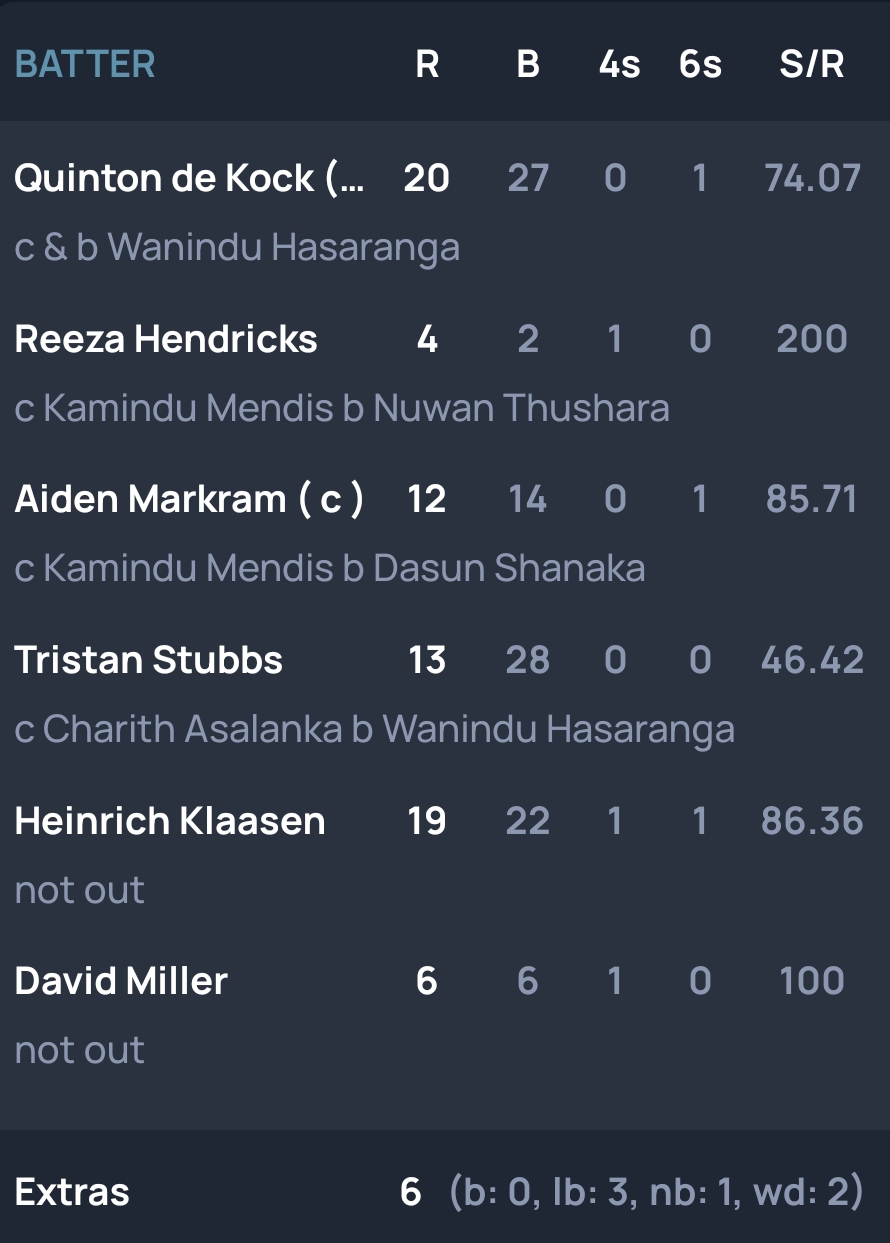 BATTER R B 4s 6s S/R
Quinton de Kock (... 20 27 0 1 74.07
c & b Wanindu Hasaranga
Reeza Hendricks 4 2 1 0 200
c Kamindu Mendis b Nuwan Thushara
Aiden Markram ( c ) 12 14 0 1 85.71
c Kamindu Mendis b Dasun Shanaka
Tristan Stubbs 13 28 0 0 46.42
c Charith Asalanka b Wanindu Hasaranga
Heinrich Klaasen 19 22 1 1 86.36
not out
David Miller 6 6 1 0 100
not out
Extras 6 (b: 0, lb: 3, nb: 1, wd: 2)